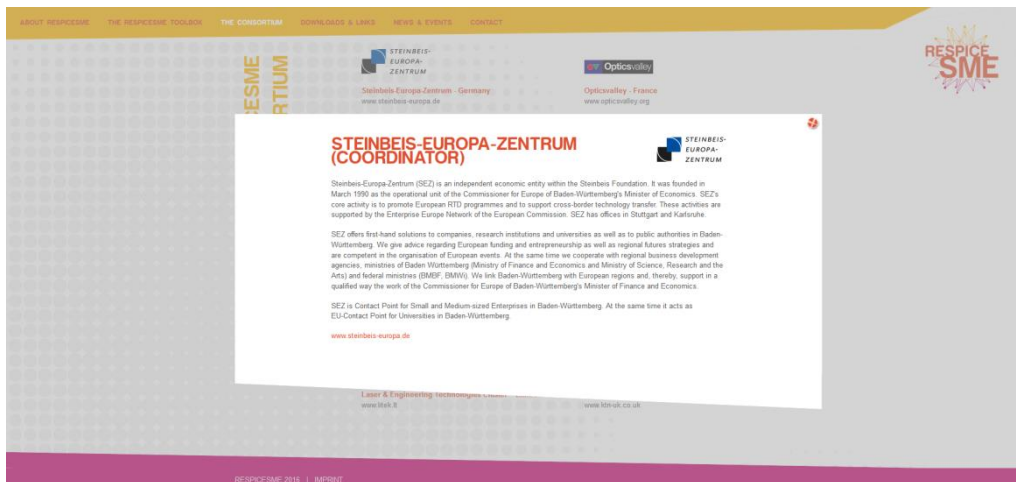 ABOUT RESPICESME THE RESPICESME TOOLBOX THE CONSORTIUM DOWNLOADS & LINKS NEWS & EVENTS CONTACT
RESPICE
SME
STEINBEIS-
EUROPA-
ZENTRUM
Opticsvalley
Steinbeis-Europa-Zentrum - Germany
www.steinbeis-europa.de
Opticsvalley - France
www.opticsvalley.org
STEINBEIS-EUROPA-ZENTRUM
(COORDINATOR)
STEINBEIS-
EUROPA-
ZENTRUM
Steinbeis-Europa-Zentrum (SEZ) is an independent economic entity within the Steinbeis Foundation. It was founded in
March 1990 as the operational unit of the Commissioner for Europe of Baden-Württemberg's Minister of Economics. SEZ's
core activity is to promote European RTD programmes and to support cross-border technology transfer. These activities are
supported by the Enterprise Europe Network of the European Commission. SEZ has offices in Stuttgart and Karlsruhe.
SEZ offers first-hand solutions to companies, research institutions and universities as well as to public authorities in Baden-
Württemberg. We give advice regarding European funding and entrepreneurship as well as regional futures strategies and
are competent in the organisation of European events. At the same time we cooperate with regional business development
agencies, ministries of Baden Württemberg (Ministry of Finance and Economics and Ministry of Science, Research and the
Arts) and federal ministries (BMBF, BMWi). We link Baden-Württemberg with European regions and, thereby, support in a
qualified way the work of the Commissioner for Europe of Baden-Württemberg's Minister of Finance and Economics.
SEZ is Contact Point for Small and Medium-sized Enterprises in Baden-Württemberg. At the same time it acts as
EU-Contact Point for Universities in Baden-Württemberg.
www.steinbeis-europa.de
Laser & Engineering Technologies
www.litek.lt
www.ktn-uk.co.uk
RESPICESME 2016 | IMPRINT